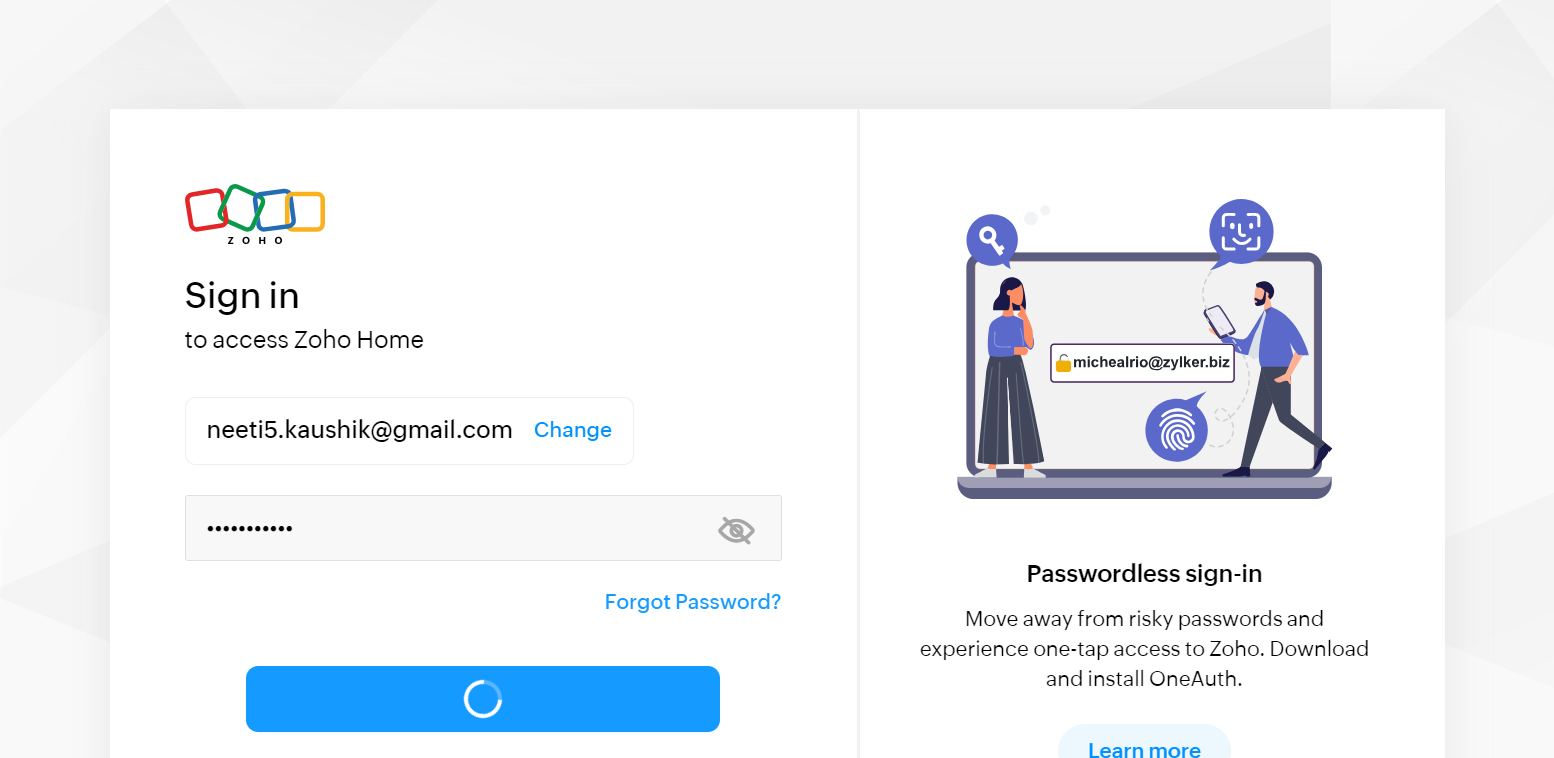 ZOHO
Sign in
to access Zoho Home
neeti5.kaushik@gmail.com Change
•••••••••••
Forgot Password?
michealrio@zylker.biz
Passwordless sign-in
Move away from risky passwords and
experience one-tap access to Zoho. Download
and install OneAuth.
Learn more